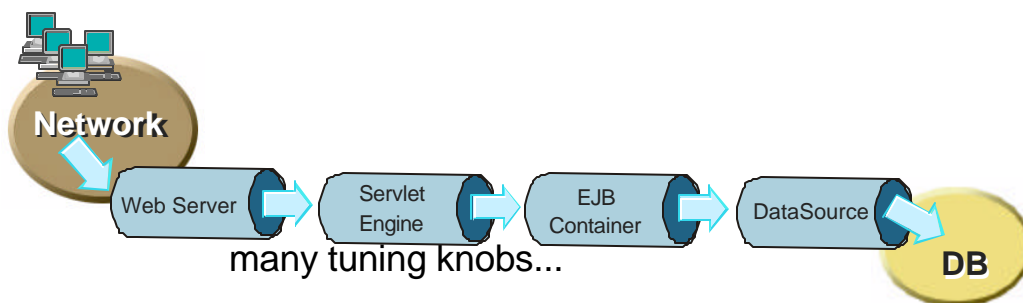 Network
Web Server
Servlet
Engine
EJB
Container
DataSource
DB
many tuning knobs...